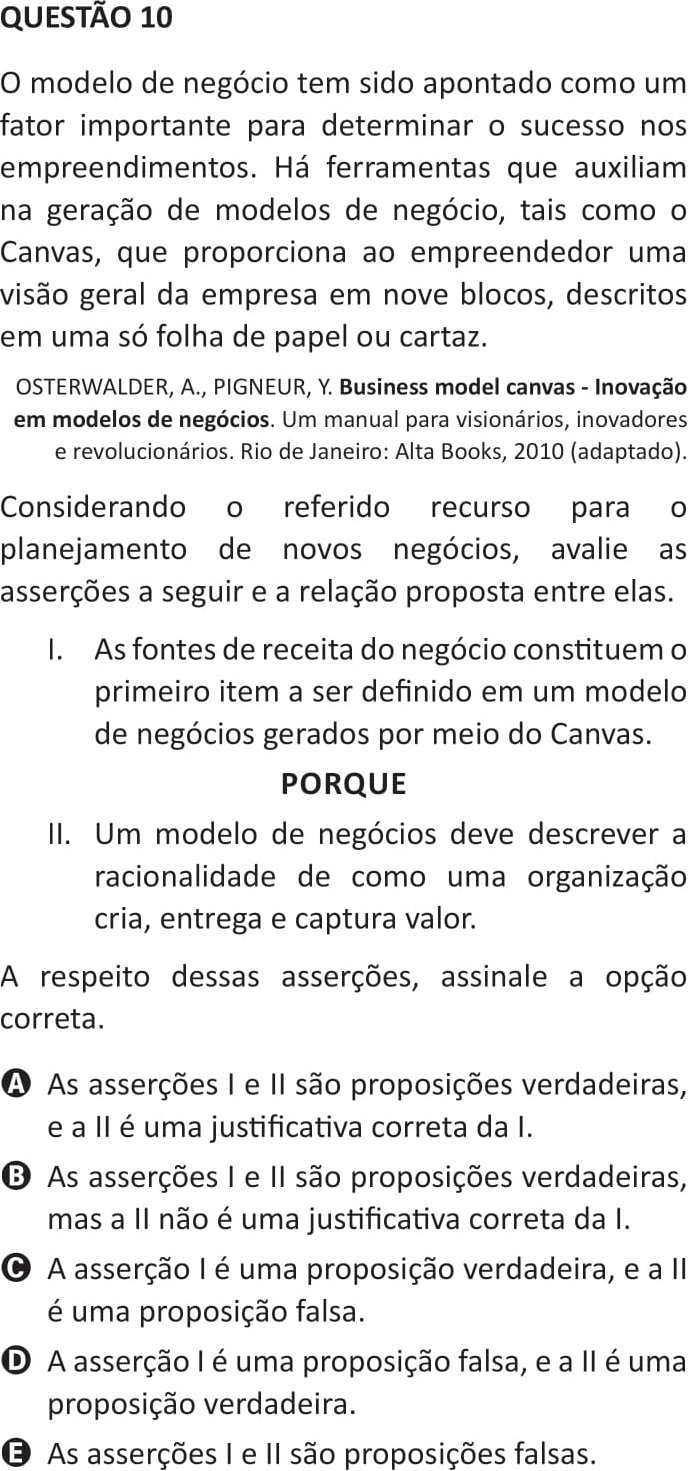 QUESTÃO 10
O modelo de negócio tem sido apontado como um
fator importante para determinar o sucesso nos
empreendimentos. Há ferramentas que auxiliam
na geração de modelos de negócio, tais como o
Canvas, que proporciona ao empreendedor uma
visão geral da empresa em nove blocos, descritos
em uma só folha de papel ou cartaz.
OSTERWALDER, A., PIGNEUR, Y. Business model canvas - Inovação
em modelos de negócios. Um manual para visionários, inovadores
e revolucionários. Rio de Janeiro: Alta Books, 2010 (adaptado).
Considerando o referido recurso para o
planejamento de novos negócios, avalie as
asserções a seguir e a relação proposta entre elas.
I. As fontes de receita do negócio constituem o
primeiro item a ser definido em um modelo
de negócios gerados por meio do Canvas.
PORQUE
II. Um modelo de negócios deve descrever a
racionalidade de como uma organização
cria, entrega e captura valor.
A respeito dessas asserções, assinale a opção
correta.
A As asserções I e II são proposições verdadeiras,
e a II é uma justificativa correta da I.
B As asserções I e II são proposições verdadeiras,
mas a II não é uma justificativa correta da I.
C A asserção I é uma proposição verdadeira, e a II
é uma proposição falsa.
D A asserção I é uma proposição falsa, e a II é uma
proposição verdadeira.
E As asserções I e II são proposições falsas.